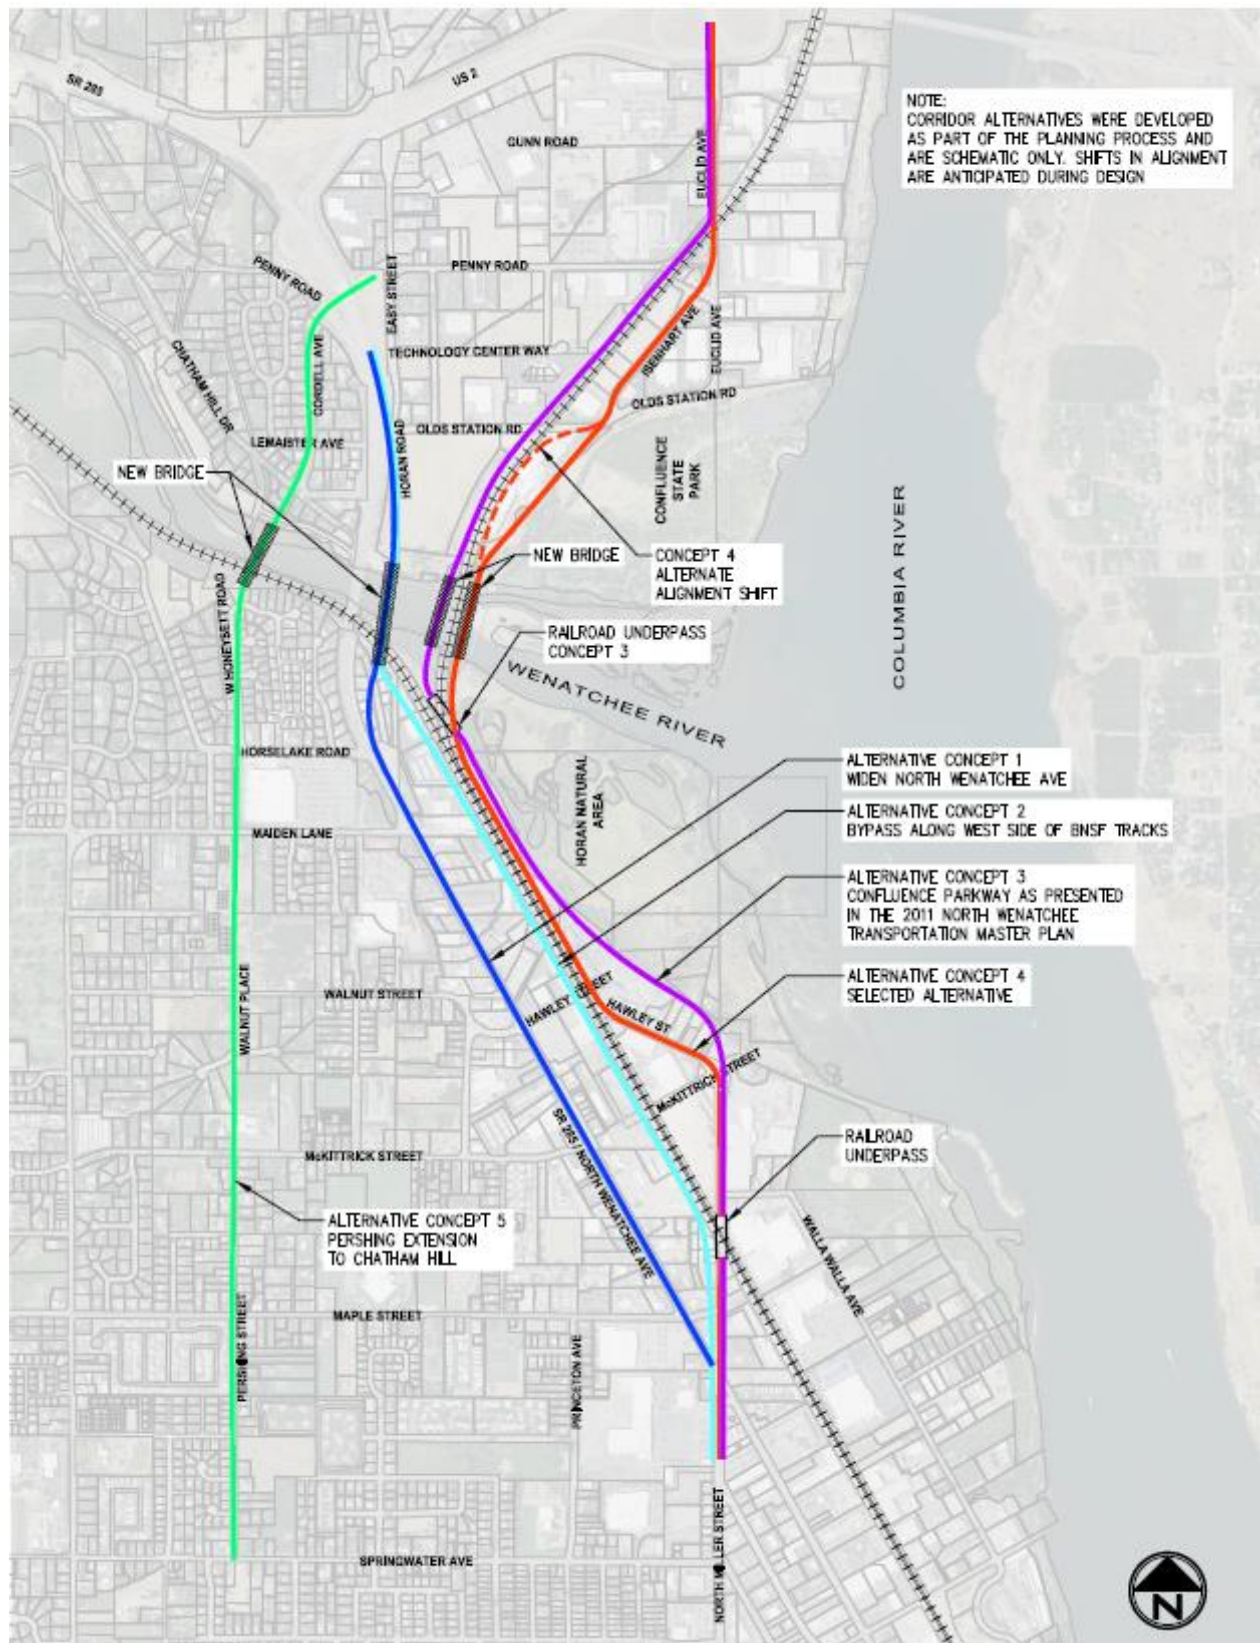 SR 285
US 2
NOTE:
CORRIDOR ALTERNATIVES WERE DEVELOPED
AS PART OF THE PLANNING PROCESS AND
ARE SCHEMATIC ONLY. SHIFTS IN ALIGNMENT
ARE ANTICIPATED DURING DESIGN
GUNN ROAD
EUCLID AVE
PENNY ROAD
EASY STREET
PENNY ROAD
CHATHAM HILL DR
CORDELL AVE
TECHNOLOGY CENTER WAY
ISENHART AVE
EUCLID AVE
OLDS STATION RD
OLDS STATION RD
LEMAISTER AVE
HORAN ROAD
NEW BRIDGE
CONFLUENCE
STATE
PARK
COLUMBIA RIVER
NEW BRIDGE
CONCEPT 4
ALTERNATE
ALIGNMENT SHIFT
W HONEYSETT ROAD
RAILROAD UNDERPASS
CONCEPT 3
WENATCHEE RIVER
HORSELAKE ROAD
ALTERNATIVE CONCEPT 1
WIDEN NORTH WENATCHEE AVE
HORAN NATURAL
AREA
ALTERNATIVE CONCEPT 2
BYPASS ALONG WEST SIDE OF BNSF TRACKS
MAIDEN LANE
ALTERNATIVE CONCEPT 3
CONFLUENCE PARKWAY AS PRESENTED
IN THE 2011 NORTH WENATCHEE
TRANSPORTATION MASTER PLAN
ALTERNATIVE CONCEPT 4
SELECTED ALTERNATIVE
WALNUT STREET
WALNUT PLACE
HAWLEY STREET
HAWLEY ST
McKITTRICK STREET
SR 285 / NORTH WENATCHEE AVE
RAILROAD
UNDERPASS
McKITTRICK STREET
ALTERNATIVE CONCEPT 5
PERSHING EXTENSION
TO CHATHAM HILL
WALLA WALLA AVE
PERSHING STREET
MAPLE STREET
PRINCETON AVE
NORTH MILLER STREET
SPRINGWATER AVE
N